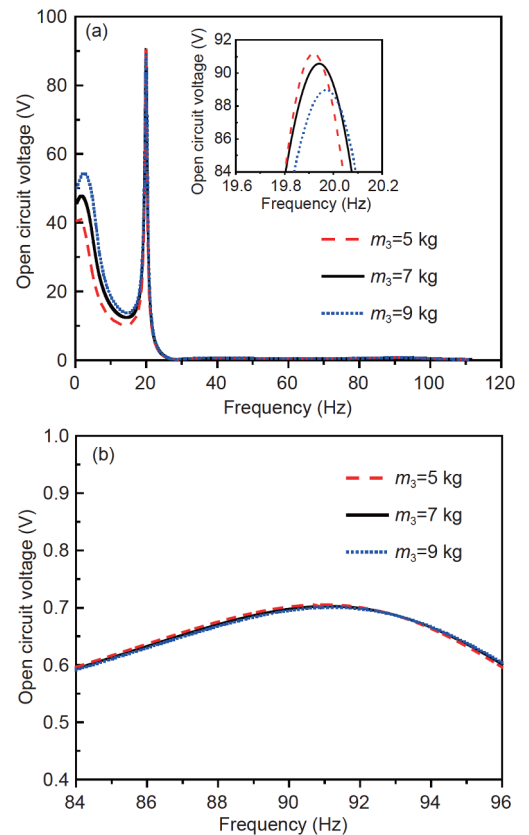 (a)
Open circuit voltage (V)
100
80
60
40
20
0
0 20 40 60 80 100 120
Frequency (Hz)
Open circuit voltage (V)
92
90
88
86
84
19.6 19.8 20.0 20.2
Frequency (Hz)
m₃=5 kg
m₃=7 kg
m₃=9 kg
(b)
Open circuit voltage (V)
1.0
0.9
0.8
0.7
0.6
0.5
0.4
84 86 88 90 92 94 96
Frequency (Hz)
m₃=5 kg
m₃=7 kg
m₃=9 kg